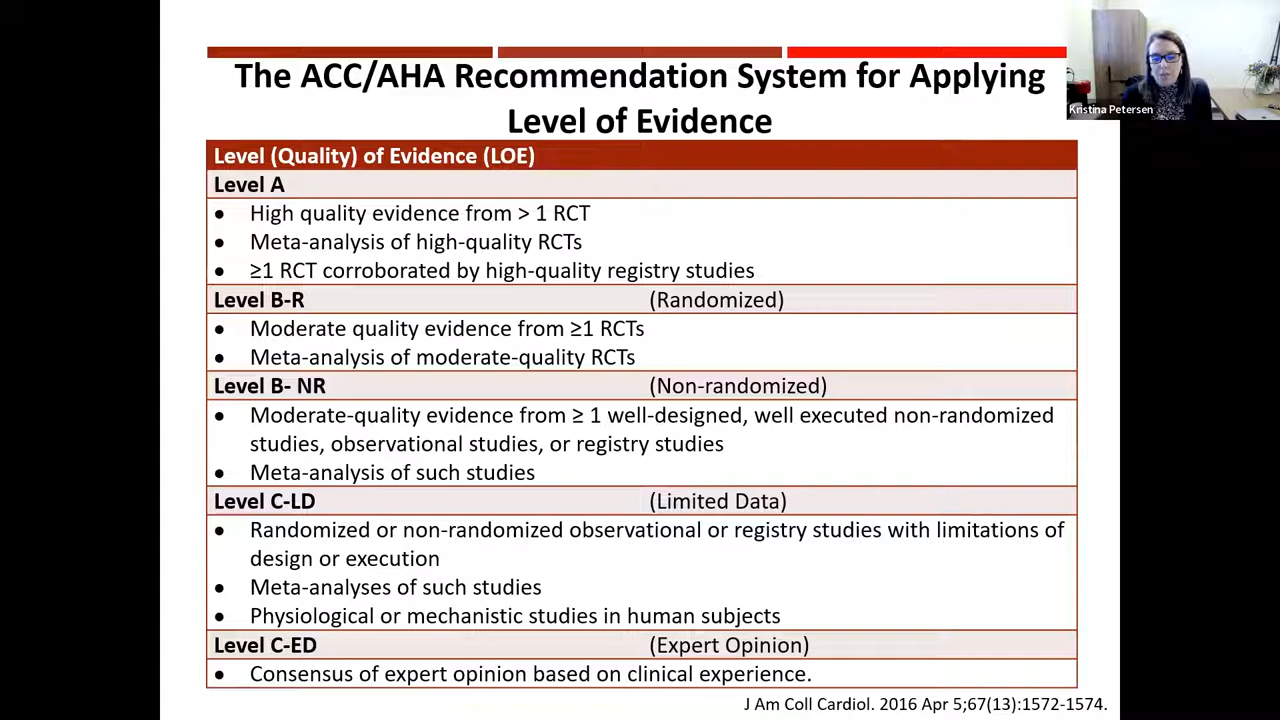 The ACC/AHA Recommendation System for Applying
Level of Evidence
Kristina Petersen
Level (Quality) of Evidence (LOE)
Level A
• High quality evidence from > 1 RCT
• Meta-analysis of high-quality RCTs
• ≥1 RCT corroborated by high-quality registry studies
Level B-R (Randomized)
• Moderate quality evidence from ≥1 RCTs
• Meta-analysis of moderate-quality RCTs
Level B- NR (Non-randomized)
• Moderate-quality evidence from ≥ 1 well-designed, well executed non-randomized
studies, observational studies, or registry studies
• Meta-analysis of such studies
Level C-LD (Limited Data)
• Randomized or non-randomized observational or registry studies with limitations of
design or execution
• Meta-analyses of such studies
• Physiological or mechanistic studies in human subjects
Level C-ED (Expert Opinion)
• Consensus of expert opinion based on clinical experience.
J Am Coll Cardiol. 2016 Apr 5;67(13):1572-1574.